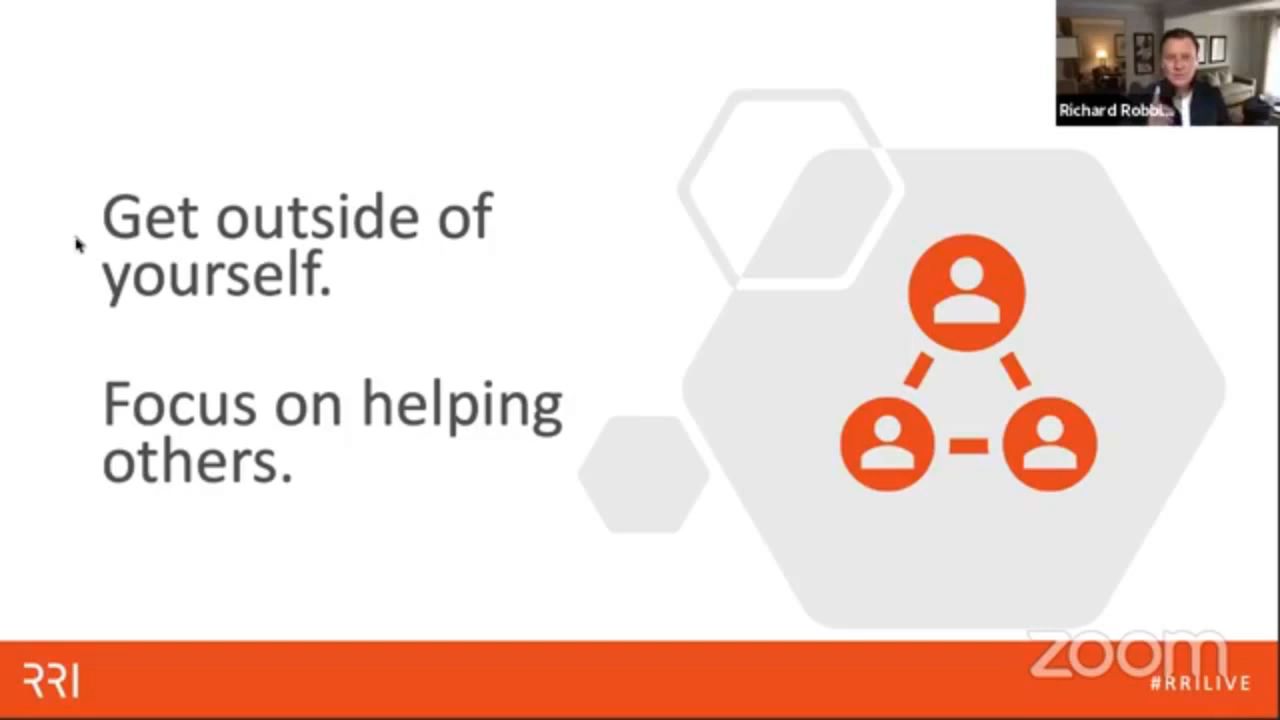 Richard Robbi...
Get outside of
yourself.
Focus on helping
others.
zoom
RRI
#RRILIVE